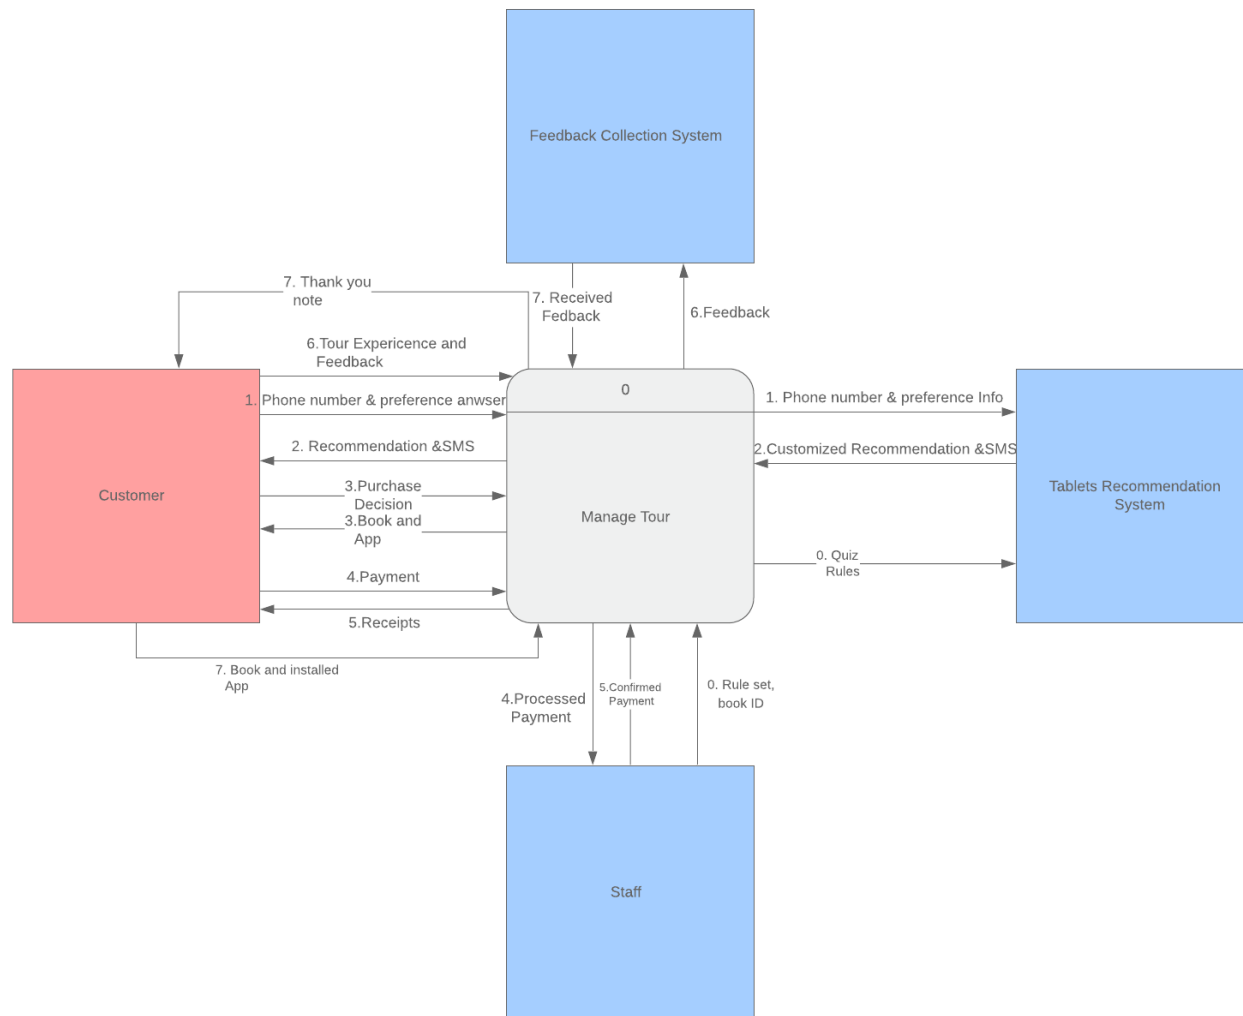 Feedback Collection System
7. Thank you
note
7. Received
Fedback
6.Feedback
6.Tour Expericence and
Feedback
0
1. Phone number & preference anwser
1. Phone number & preference Info
2. Recommendation &SMS
2.Customized Recommendation &SMS
3.Purchase
Decision
Customer
Manage Tour
Tablets Recommendation
System
3.Book and
App
0. Quiz
Rules
4.Payment
5.Receipts
7. Book and installed
App
4.Processed
Payment
5.Confirmed
Payment
0. Rule set,
book ID
Staff